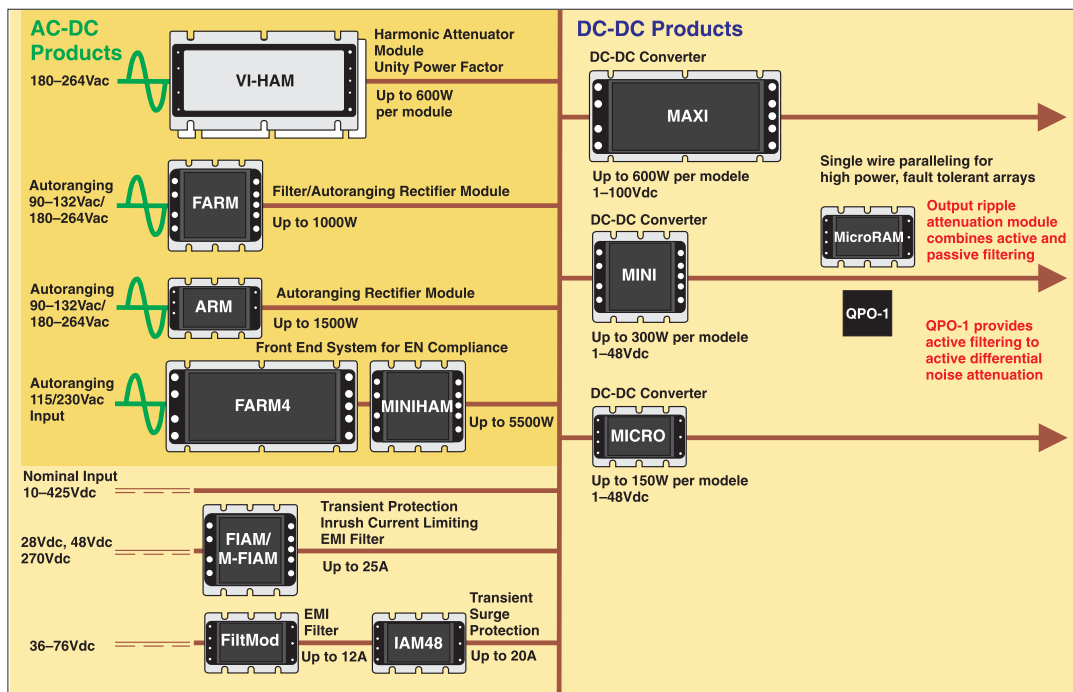 AC-DC
Products
180–264Vac
VI-HAM
Harmonic Attenuator
Module
Unity Power Factor
Up to 600W
per module
Autoranging
90–132Vac/
180–264Vac
FARM
Filter/Autoranging Rectifier Module
Up to 1000W
Autoranging
90–132Vac/
180–264Vac
ARM
Autoranging Rectifier Module
Up to 1500W
Front End System for EN Compliance
Autoranging
115/230Vac
Input
FARM4
MINIHAM
Up to 5500W
Nominal Input
10–425Vdc
28Vdc, 48Vdc
270Vdc
FIAM/
M-FIAM
Transient Protection
Inrush Current Limiting
EMI Filter
Up to 25A
36–76Vdc
FiltMod
EMI
Filter
Up to 12A
IAM48
Transient
Surge
Protection
Up to 20A
DC-DC Products
DC-DC Converter
MAXI
Up to 600W per modele
1–100Vdc
Single wire paralleling for
high power, fault tolerant arrays
DC-DC Converter
MINI
Up to 300W per modele
1–48Vdc
MicroRAM
Output ripple
attenuation module
combines active and
passive filtering
QPO-1
QPO-1 provides
active filtering to
active differential
noise attenuation
DC-DC Converter
MICRO
Up to 150W per modele
1–48Vdc